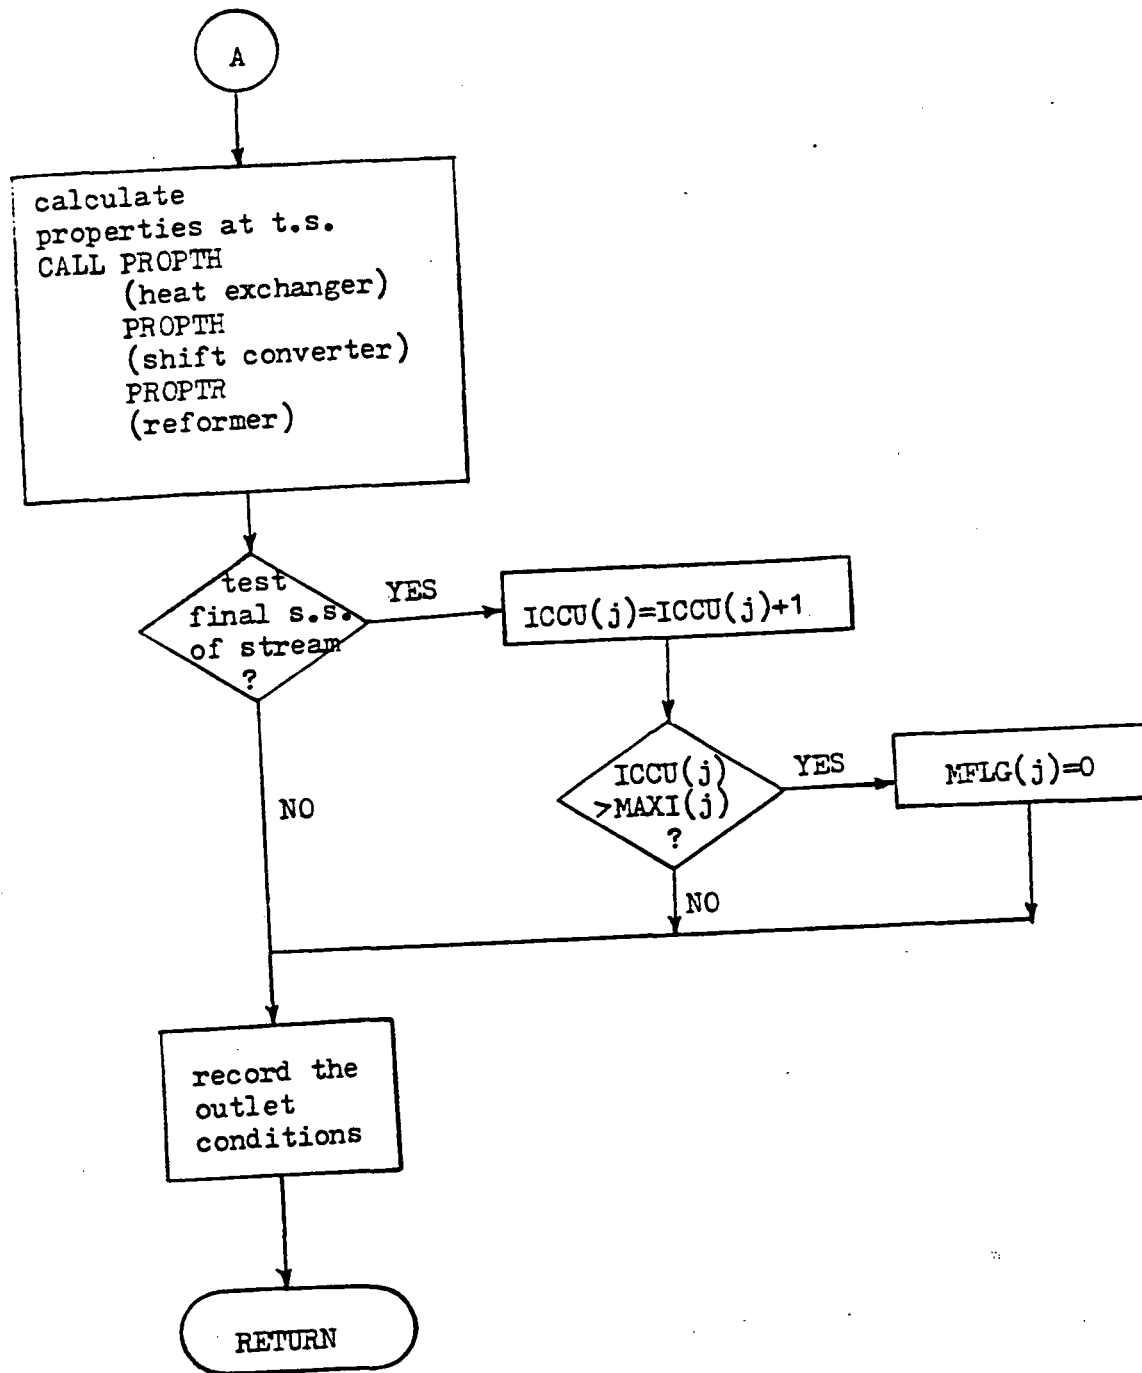 A
calculate
properties at t.s.
CALL PROPTH
(heat exchanger)
PROPTH
(shift converter)
PROPTR
(reformer)
test
final s.s.
of stream
?
YES
ICCU(j)=ICCU(j)+1
NO
ICCU(j)
>MAXI(j)
?
YES
MFLG(j)=0
NO
record the
outlet
conditions
RETURN